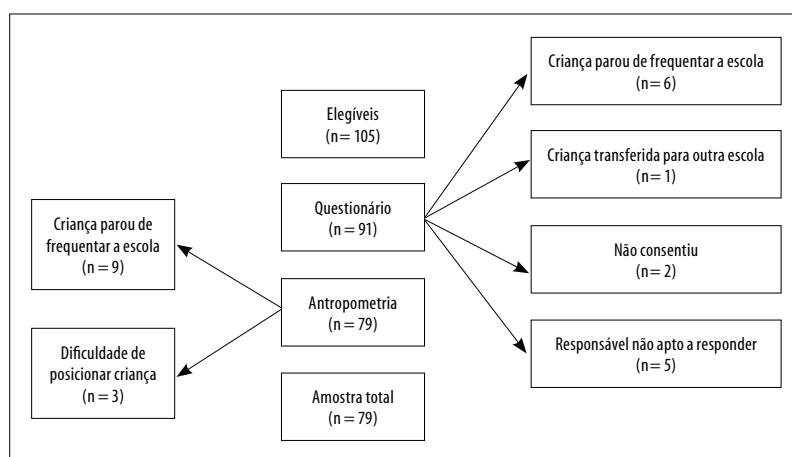 Elegíveis
(n = 105)
Questionário
(n = 91)
Antropometria
(n = 79)
Amostra total
(n = 79)
Criança parou de
frequentar a escola
(n = 9)
Dificuldade de
posicionar criança
(n = 3)
Criança parou de frequentar a escola
(n = 6)
Criança transferida para outra escola
(n = 1)
Não consentiu
(n = 2)
Responsável não apto a responder
(n = 5)